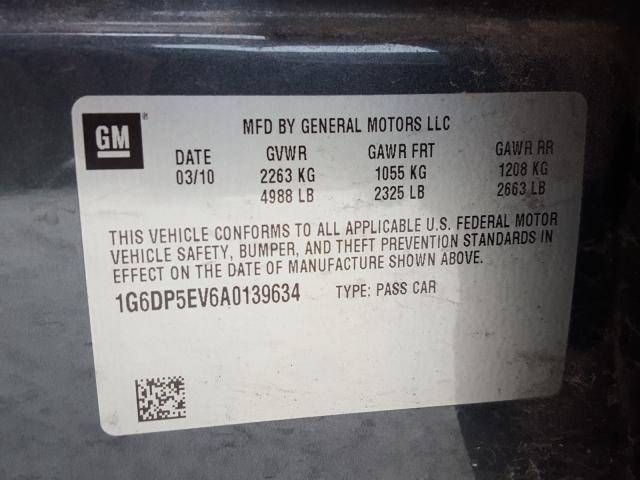 GM®
MFD BY GENERAL MOTORS LLC
DATE GVWR GAWR FRT GAWR RR
03/10 2263 KG 1055 KG 1208 KG
4988 LB 2325 LB 2663 LB
THIS VEHICLE CONFORMS TO ALL APPLICABLE U.S. FEDERAL MOTOR
VEHICLE SAFETY, BUMPER, AND THEFT PREVENTION STANDARDS IN
EFFECT ON THE DATE OF MANUFACTURE SHOWN ABOVE.
1G6DP5EV6A0139634 TYPE: PASS CAR